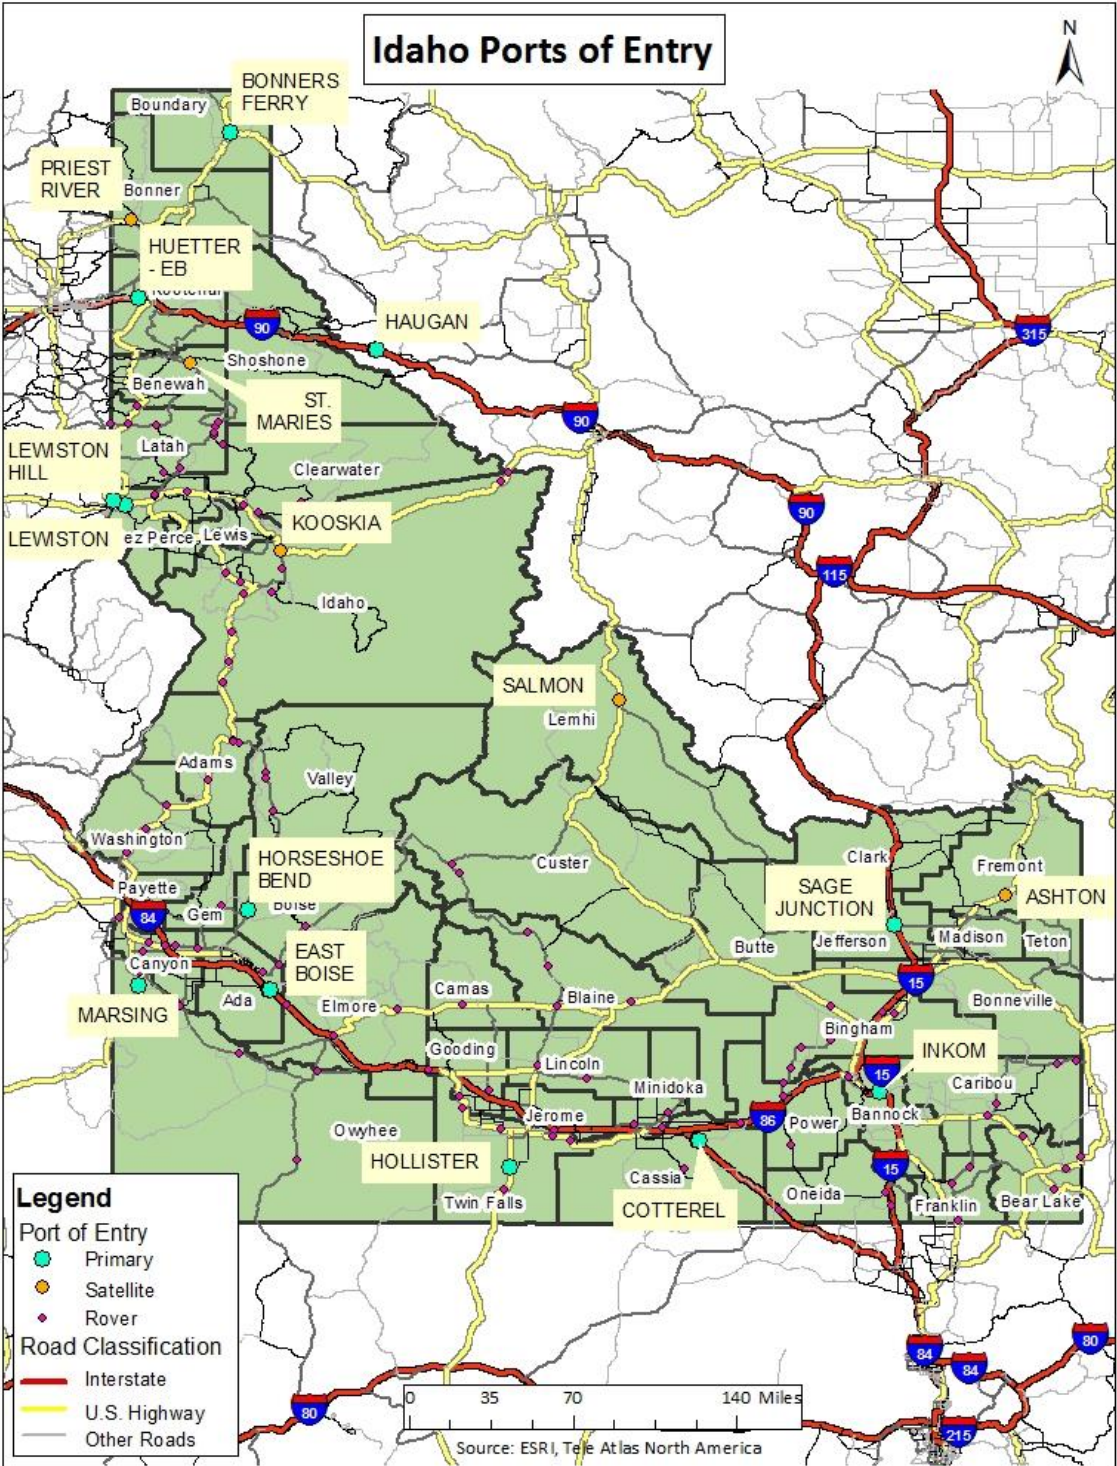 Idaho Ports of Entry
N
BONNERS
FERRY
Boundary
PRIEST
RIVER
Bonner
HUETTER
- EB
90
HAUGAN
315
Shoshone
Benewah
ST.
MARIES
90
LEWISTON
HILL
Latah
Clearwater
90
KOOSKIA
LEWISTON
ez Perce
Lewis
115
Idaho
SALMON
Lemhi
Adams
Valley
Washington
HORSESHOE
BEND
Custer
Clark
Fremont
SAGE
JUNCTION
ASHTON
Payette
84
Gem
Boise
EAST
BOISE
Butte
Jefferson
Madison
Teton
Canyon
15
MARSING
Ada
Elmore
Camas
Blaine
Bonneville
Bingham
Gooding
Lincoln
INKOM
15
Minidoka
Caribou
Jerome
86
Power
Bannock
Owyhee
HOLLISTER
15
Cassia
Twin Falls
COTTEREL
Oneida
Franklin
Bear Lake
Legend
Port of Entry
Primary
Satellite
Rover
Road Classification
Interstate
U.S. Highway
Other Roads
84
84
80
80
215
0 35 70 140 Miles
Source: ESRI, Tele Atlas North America